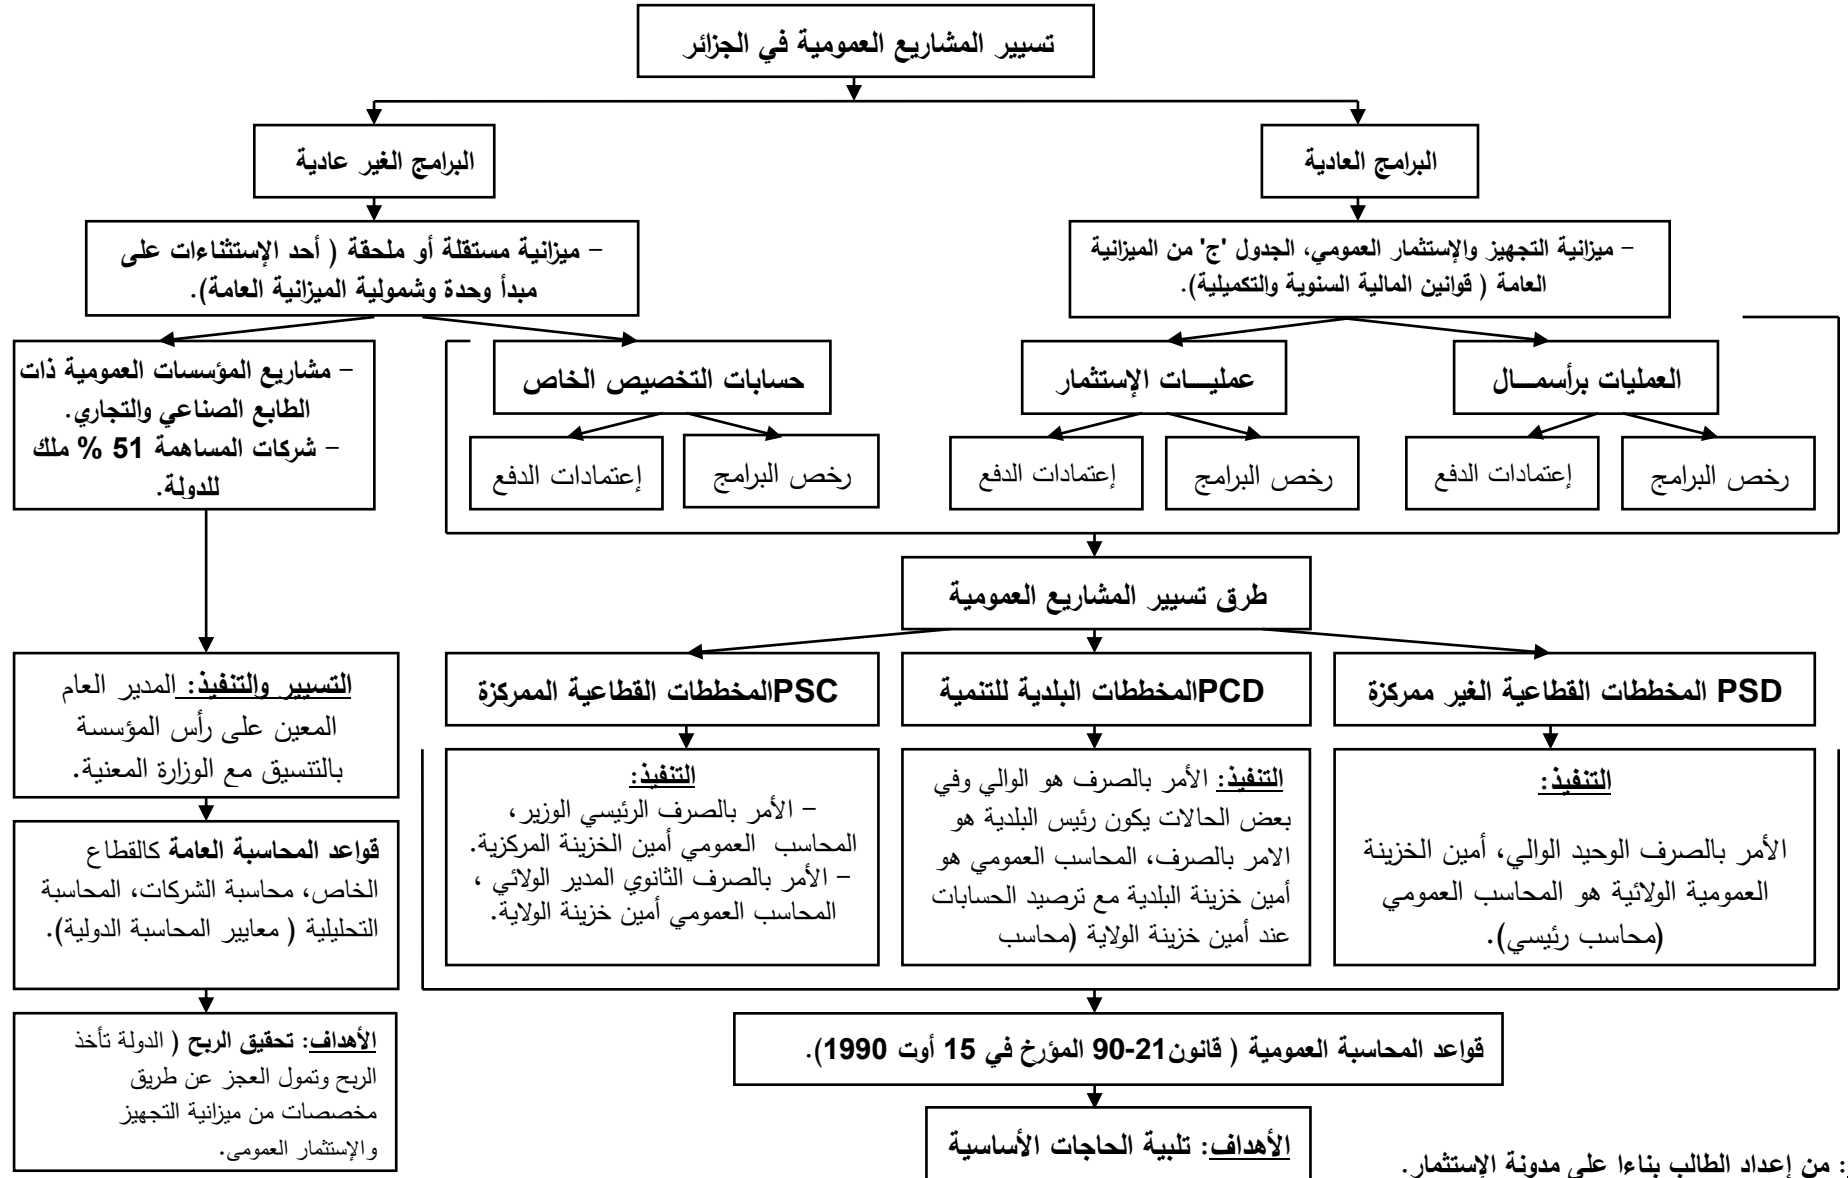 تسيير المشاريع العمومية في الجزائر
البرامج العادية
البرامج الغير عادية
– ميزانية التجهيز والإستثمار العمومي، الجدول 'ج' من الميزانية
العامة ( قوانين المالية السنوية والتكميلية).
– ميزانية مستقلة أو ملحقة ( أحد الإستثناءات على
مبدأ وحدة وشمولية الميزانية العامة).
العمليات برأسمـــال
عمليـــات الإستثمار
حسابات التخصيص الخاص
– مشاريع المؤسسات العمومية ذات
الطابع الصناعي والتجاري.
– شركات المساهمة 51 % ملك
للدولة.
رخص البرامج
إعتمادات الدفع
رخص البرامج
إعتمادات الدفع
رخص البرامج
إعتمادات الدفع
طرق تسيير المشاريع العمومية
PSD المخططات القطاعية الغير ممركزة
PCDالمخططات البلدية للتنمية
PSCالمخططات القطاعية الممركزة
التسيير والتنفيذ: المدير العام
المعين على رأس المؤسسة
بالتنسيق مع الوزارة المعنية.
التنفيذ:
الأمر بالصرف الوحيد الوالي، أمين الخزينة
العمومية الولائية هو المحاسب العمومي
(محاسب رئيسي).
التنفيذ: الأمر بالصرف هو الوالي وفي
بعض الحالات يكون رئيس البلدية هو
الامر بالصرف، المحاسب العمومي هو
أمين خزينة البلدية مع ترصيد الحسابات
عند أمين خزينة الولاية (محاسب
التنفيذ:
– الأمر بالصرف الرئيسي الوزير،
المحاسب العمومي أمين الخزينة المركزية.
– الأمر بالصرف الثانوي المدير الولائي ،
المحاسب العمومي أمين خزينة الولاية.
قواعد المحاسبة العامة كالقطاع
الخاص، محاسبة الشركات، المحاسبة
التحليلية ( معايير المحاسبة الدولية).
قواعد المحاسبة العمومية ( قانون90-21 المؤرخ في 15 أوت 1990).
الأهداف: تحقيق الربح ( الدولة تأخذ
الربح وتمول العجز عن طريق
مخصصات من ميزانية التجهيز
والإستثمار العمومي.
الأهداف: تلبية الحاجات الأساسية
: من إعداد الطالب بناءا على مدونة الإستثمار.